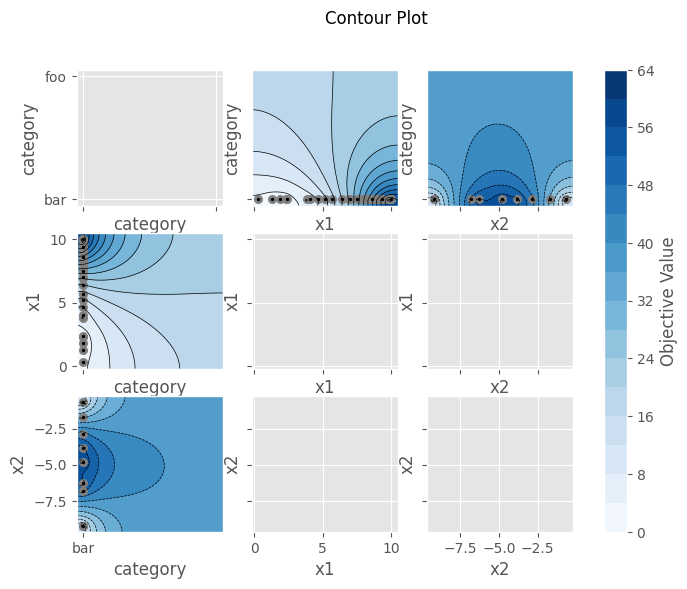 Contour Plot
foo
bar
category
category
category
category
x1
x2
10
5
0
x1
x1
x1
category
x1
x2
−2.5
−5.0
−7.5
x2
x2
x2
bar
0
5
10
−7.5
−5.0
−2.5
category
x1
x2
64
56
48
40
32
24
16
8
0
Objective Value